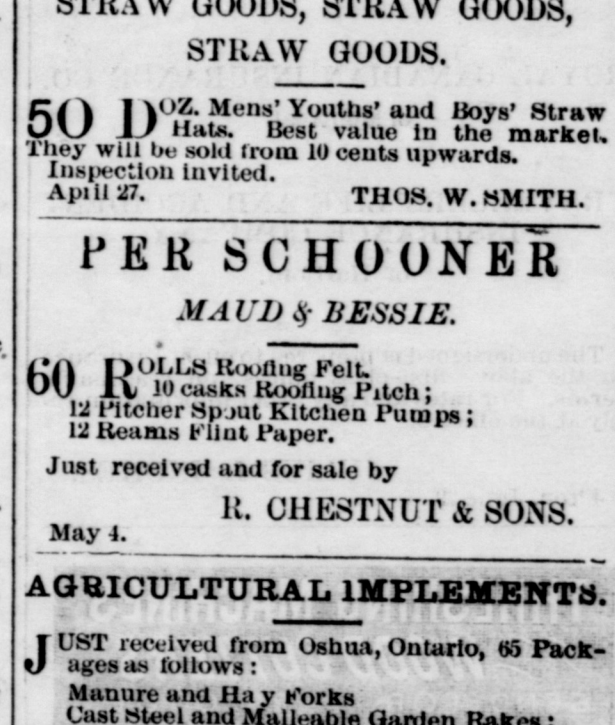 STRAW GOODS, STRAW GOODS,
STRAW GOODS.
50 DOZ. Mens' Youths' and Boys' Straw
Hats. Best value in the market.
They will be sold from 10 cents upwards.
Inspection invited.
April 27. THOS. W. SMITH.
PER SCHOONER
MAUD & BESSIE.
60 ROLLS Roofing Felt,
10 casks Roofing Pitch;
12 Pitcher Spout Kitchen Pumps;
12 Reams Flint Paper.
Just received and for sale by
R. CHESTNUT & SONS.
May 4.
AGRICULTURAL IMPLEMENTS.
JUST received from Oshua, Ontario, 65 Pack-
ages as follows:
Manure and Hay Forks
Cast Steel and Malleable Garden Rakes;